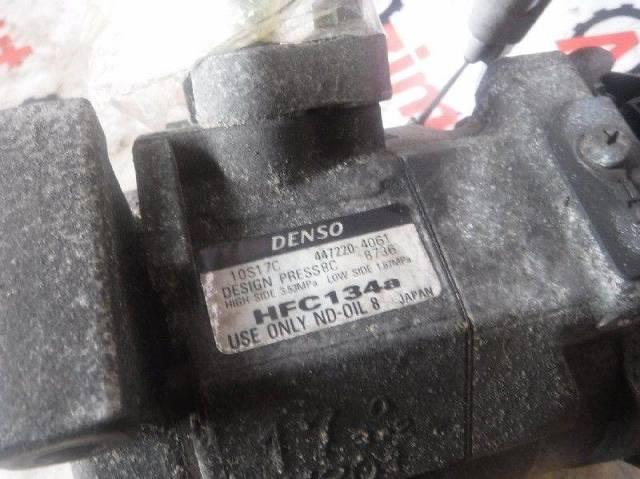 DENSO
10S17C 447220-4061
DESIGN PRESS8C 8736
HIGH SIDE 3.53MPa LOW SIDE 1.67MPa
HFC134a
USE ONLY ND-OIL 8 JAPAN